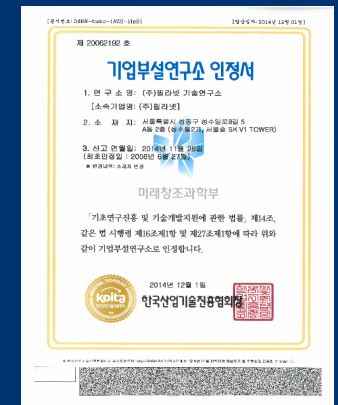 제 20062192 호
기업부설연구소 인정서
1. 연 구 소 명: (주)필라넷 기술연구소
[소속기업명: (주)필라넷]
2. 소 재 지: 서울특별시 성동구 성수일로8길 5
A동 2층 (성수동2가, 서울숲 SK V1 TOWER)
3. 신고 연월일: 2014년 11월 26일
(최초인정일 : 2006년 6월 27일)
※ 변경내역: 소재지 변경
미래창조과학부
「기초연구진흥 및 기술개발지원에 관한 법률」제14조,
같은 법 시행령 제16조제1항 및 제27조제1항에 따라 위와
같이 기업부설연구소로 인정합니다.
2014년 12월 1일
koita
한국산업기술진흥협회장